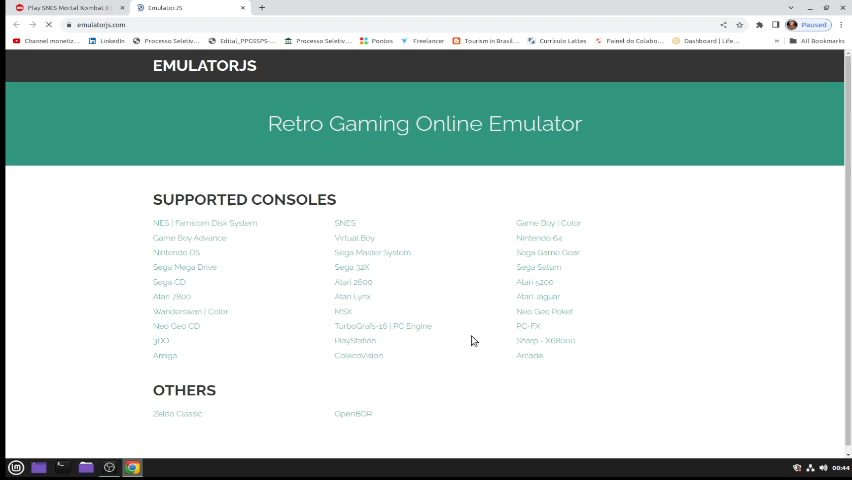 Play SNES Mortal Kombat II
EmulatorJS
emulatorjs.com
Paused
Channel monetiz...
LinkedIn
Processo Seletiv...
Edital_PPGSSPS-...
Processo Seletiv...
Pontos
Freelancer
Tourism in Brasil...
Currículo Lattes
Painel do Colabo...
Dashboard | Life...
»
All Bookmarks
EMULATORJS
Retro Gaming Online Emulator
SUPPORTED CONSOLES
NES | Famicom Disk System SNES Game Boy | Color
Game Boy Advance Virtual Boy Nintendo 64
Nintendo DS Sega Master System Sega Game Gear
Sega Mega Drive Sega 32X Sega Saturn
Sega CD Atari 2600 Atari 5200
Atari 7800 Atari Lynx Atari Jaguar
Wanderswan | Color MSX Neo Geo Poket
Neo Geo CD TurboGrafs-16 | PC Engine PC-FX
3DO PlayStation Sharp - X68000
Amiga ColecoVision Arcade
OTHERS
Zelda Classic OpenBOR
00:44